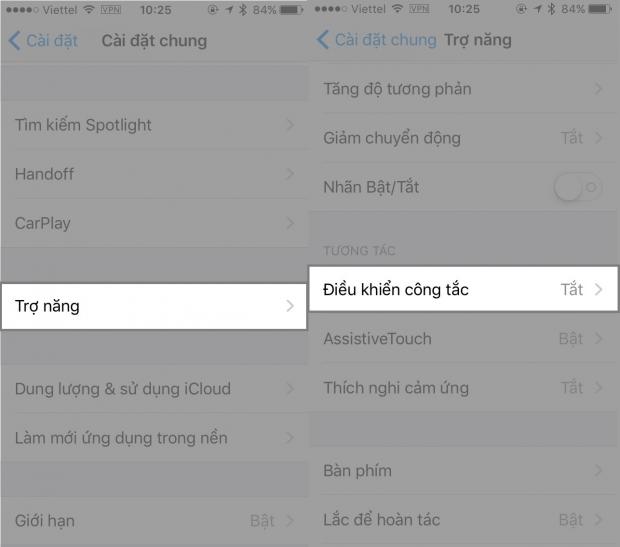 Viettel VPN 10:25 84%
Cài đặt Cài đặt chung
Tìm kiếm Spotlight
Handoff
CarPlay
Trợ năng
Dung lượng & sử dụng iCloud
Làm mới ứng dụng trong nền
Giới hạn Bật
Viettel VPN 10:25 84%
Cài đặt chung Trợ năng
Tăng độ tương phản
Giảm chuyển động Tắt
Nhãn Bật/Tắt
TƯƠNG TÁC
Điều khiển công tắc Tắt
AssistiveTouch Bật
Thích nghi cảm ứng Tắt
Bàn phím
Lắc để hoàn tác Bật